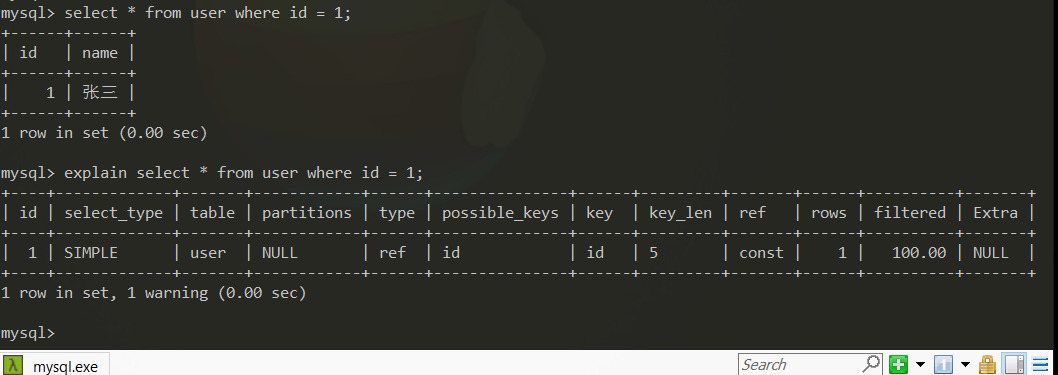 mysql> select * from user where id = 1;
+------+------+
| id   | name |
+------+------+
|    1 | 张三 |
+------+------+
1 row in set (0.00 sec)
mysql> explain select * from user where id = 1;
+----+-------------+-------+------------+------+---------------+------+---------+-------+------+----------+-------+
| id | select_type | table | partitions | type | possible_keys | key  | key_len | ref   | rows | filtered | Extra |
+----+-------------+-------+------------+------+---------------+------+---------+-------+------+----------+-------+
|  1 | SIMPLE      | user  | NULL       | ref  | id            | id   | 5       | const |    1 |   100.00 | NULL  |
+----+-------------+-------+------------+------+---------------+------+---------+-------+------+----------+-------+
1 row in set, 1 warning (0.00 sec)
mysql>
λ mysql.exe Search